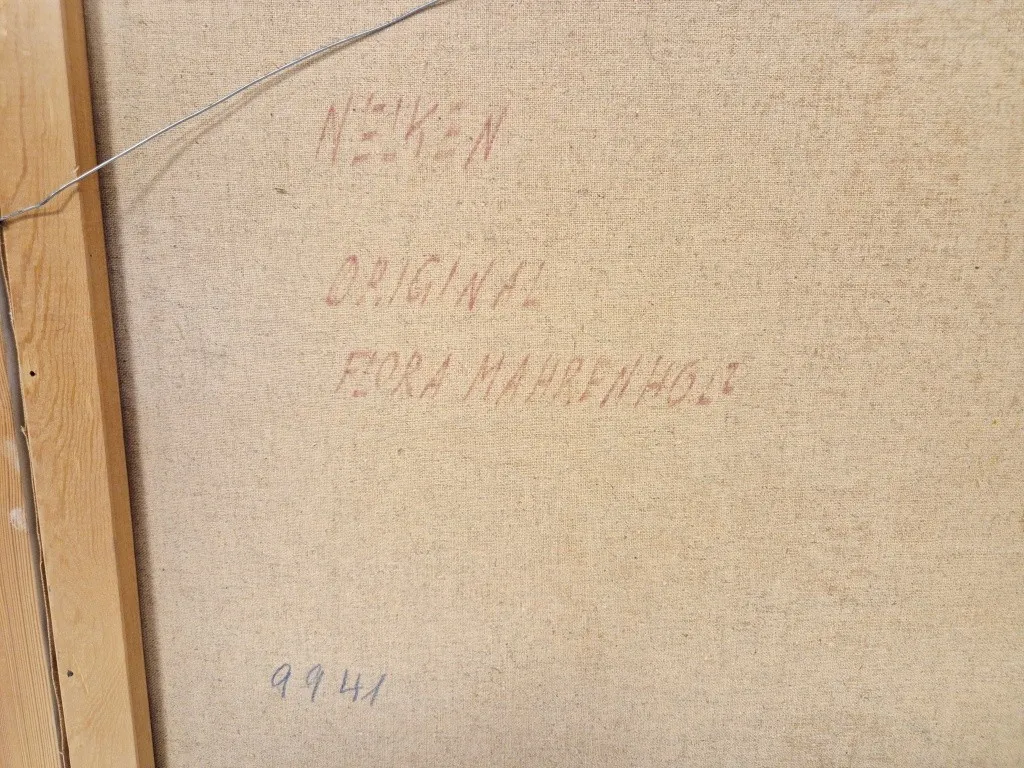 NELKEN
ORIGINAL
FLORA MAHRENHOLZ
9941